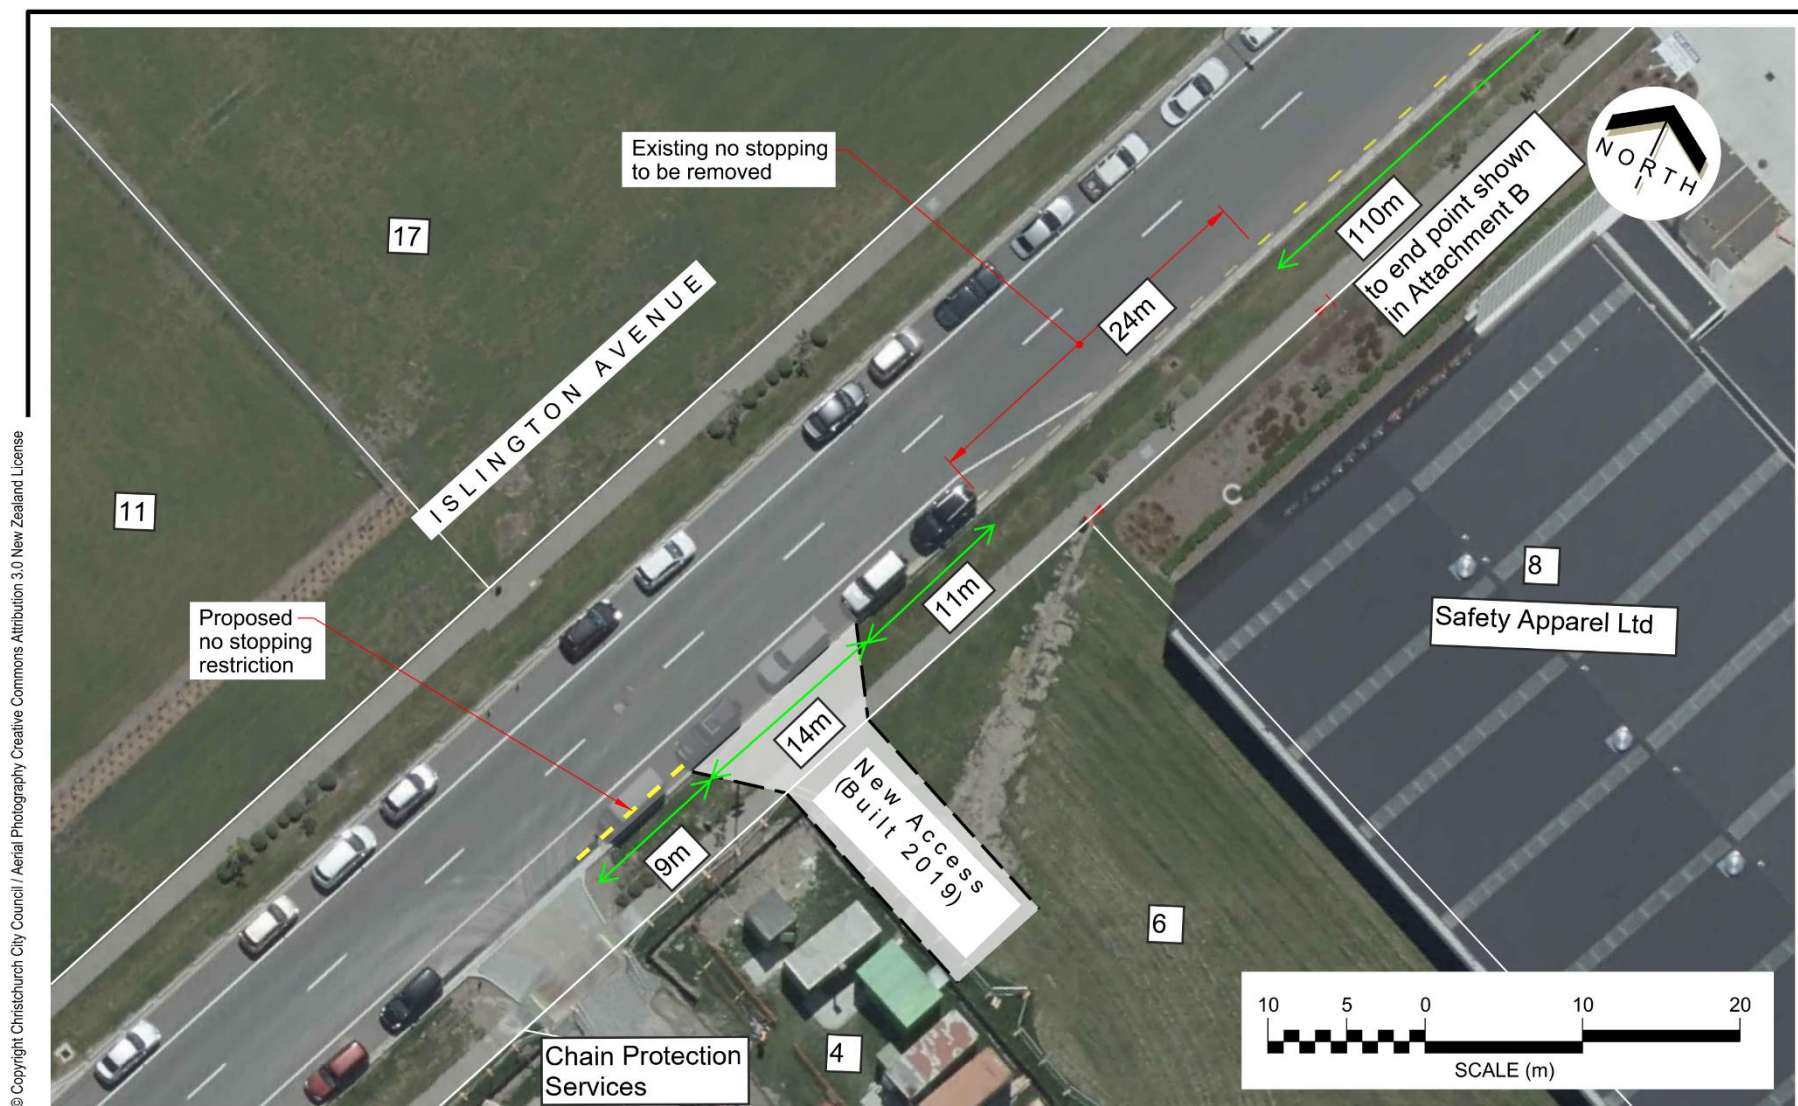 Existing no stopping
to be removed
NORTH
17
110m
to end point shown
in Attachment B
24m
ISLINGTON AVENUE
11
8
Safety Apparel Ltd
11m
Proposed
no stopping
restriction
14m
New Access
(Built 2019)
9m
6
4
Chain Protection
Services
10 5 0 10 20
SCALE (m)
© Copyright Christchurch City Council / Aerial Photography Creative Commons Attribution 3.0 New Zealand License